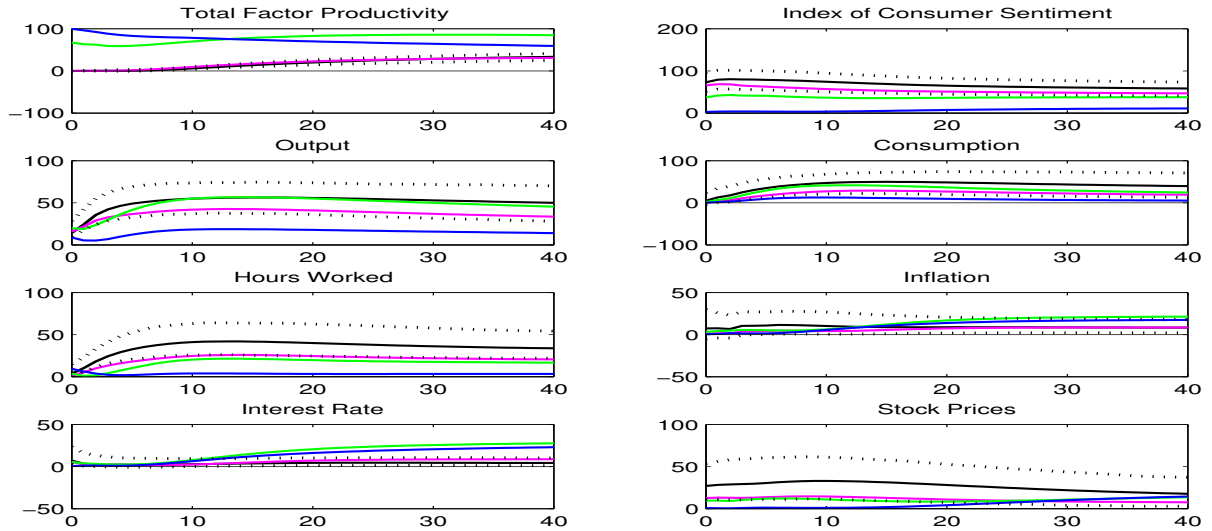 Total Factor Productivity
100
0
−100
0 10 20 30 40
Index of Consumer Sentiment
200
100
0
0 10 20 30 40
Output
100
50
0
0 10 20 30 40
Consumption
100
0
−100
0 10 20 30 40
Hours Worked
100
50
0
0 10 20 30 40
Inflation
50
0
−50
0 10 20 30 40
Interest Rate
50
0
−50
0 10 20 30 40
Stock Prices
100
50
0
0 10 20 30 40